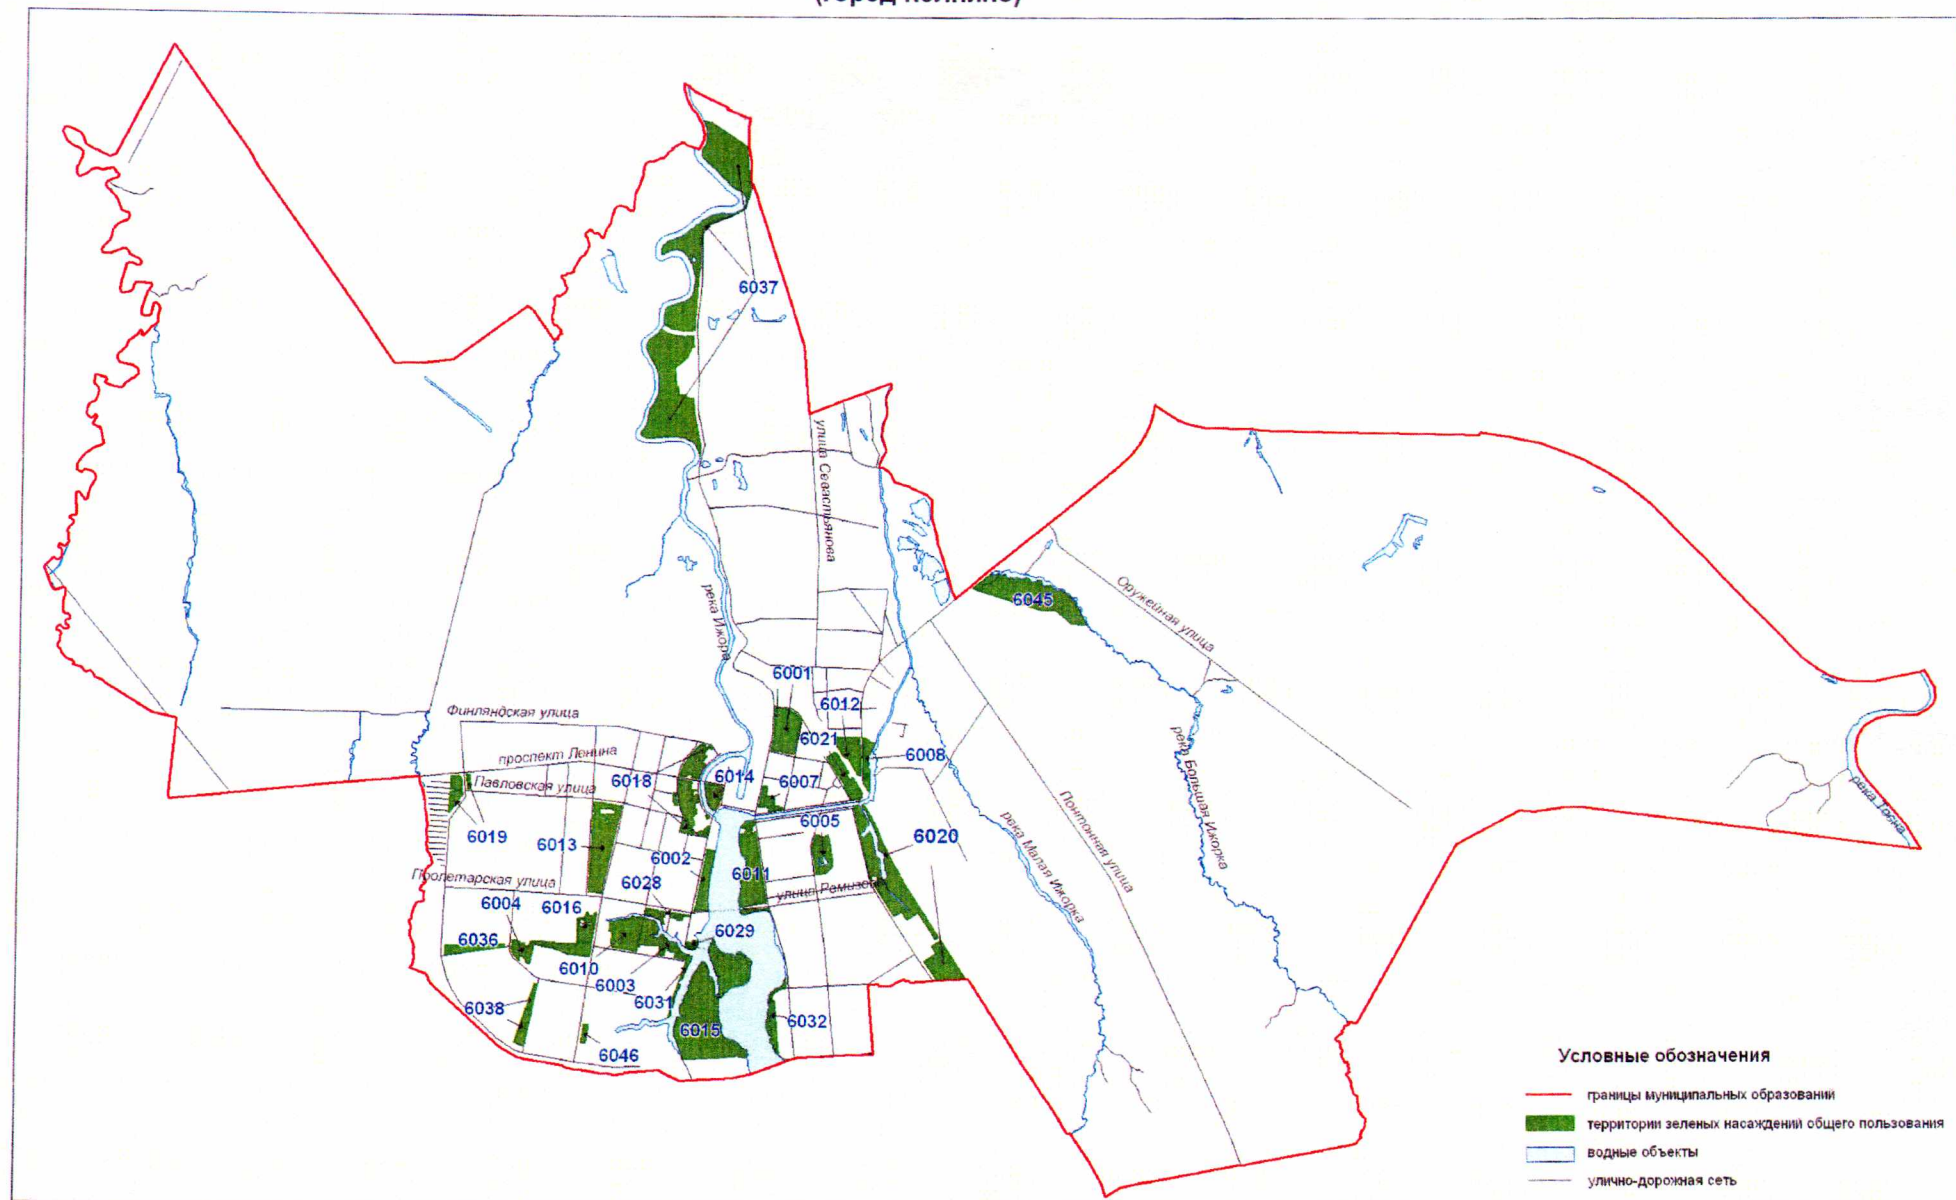 (город Колпино)
6037
улица Севастьянова
6045
Оружейная улица
река Ижора
6001
6012
Финляндская улица
6021
6008
проспект Ленина
6018
6014
6007
Павловская улица
река Большая Ижорка
Понтонная улица
река Тосна
6019
6013
6005
6020
река Малая Ижорка
6002
6011
Пролетарская улица
6028
улица Ремизова
6004
6016
6036
6029
6010
6003
6031
6038
6015
6032
6046
Условные обозначения
границы муниципальных образований
территории зеленых насаждений общего пользования
водные объекты
улично-дорожная сеть